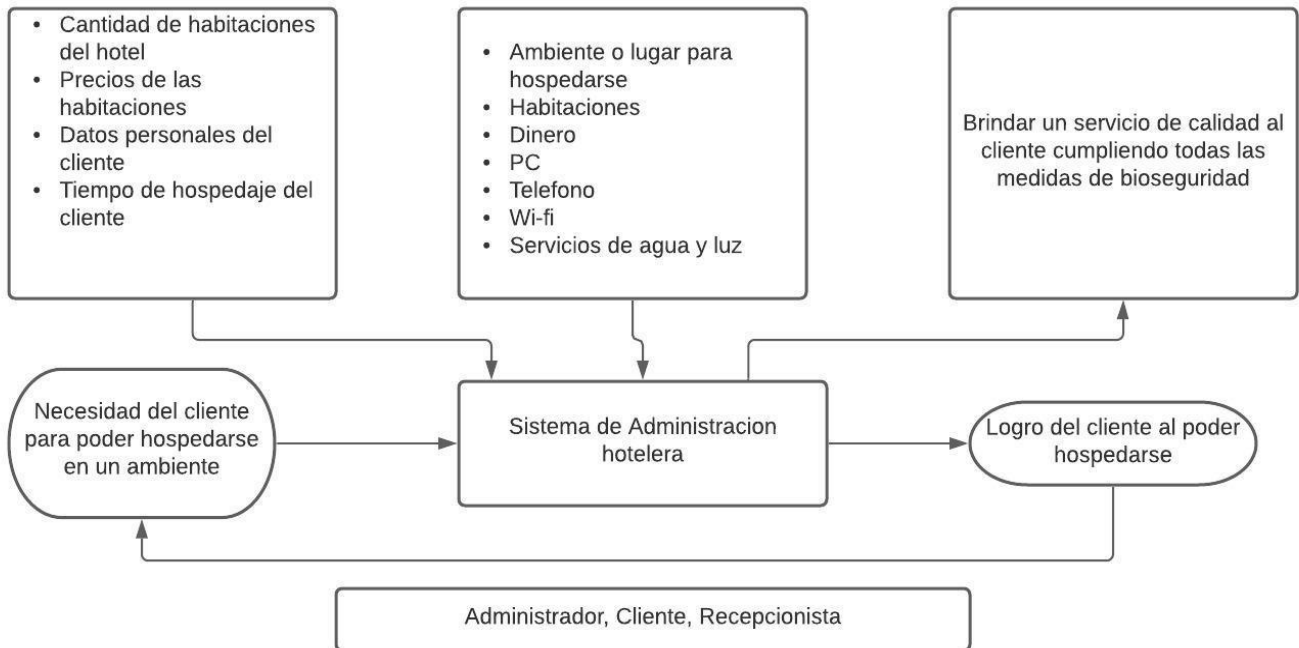 • Cantidad de habitaciones
del hotel
• Precios de las
habitaciones
• Datos personales del
cliente
• Tiempo de hospedaje del
cliente
• Ambiente o lugar para
hospedarse
• Habitaciones
• Dinero
• PC
• Telefono
• Wi-fi
• Servicios de agua y luz
Brindar un servicio de calidad al
cliente cumpliendo todas las
medidas de bioseguridad
Necesidad del cliente
para poder hospedarse
en un ambiente
Sistema de Administracion
hotelera
Logro del cliente al poder
hospedarse
Administrador, Cliente, Recepcionista